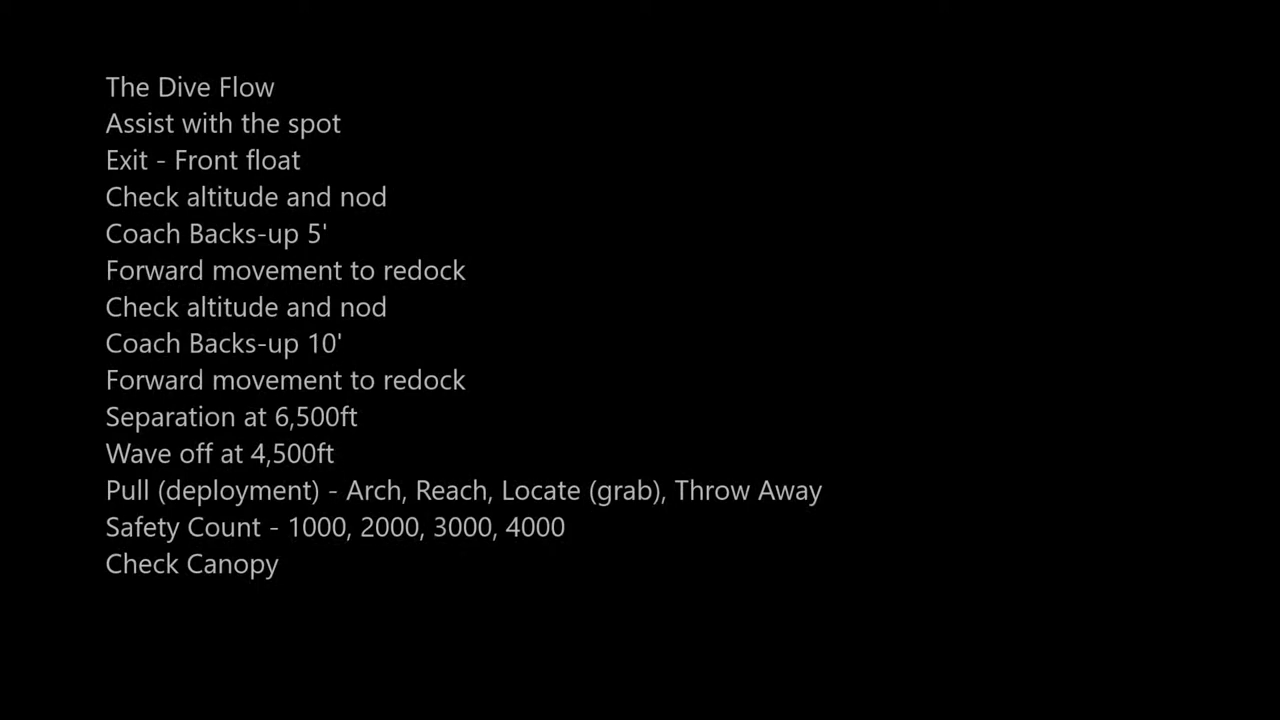 The Dive Flow
Assist with the spot
Exit - Front float
Check altitude and nod
Coach Backs-up 5'
Forward movement to redock
Check altitude and nod
Coach Backs-up 10'
Forward movement to redock
Separation at 6,500ft
Wave off at 4,500ft
Pull (deployment) - Arch, Reach, Locate (grab), Throw Away
Safety Count - 1000, 2000, 3000, 4000
Check Canopy